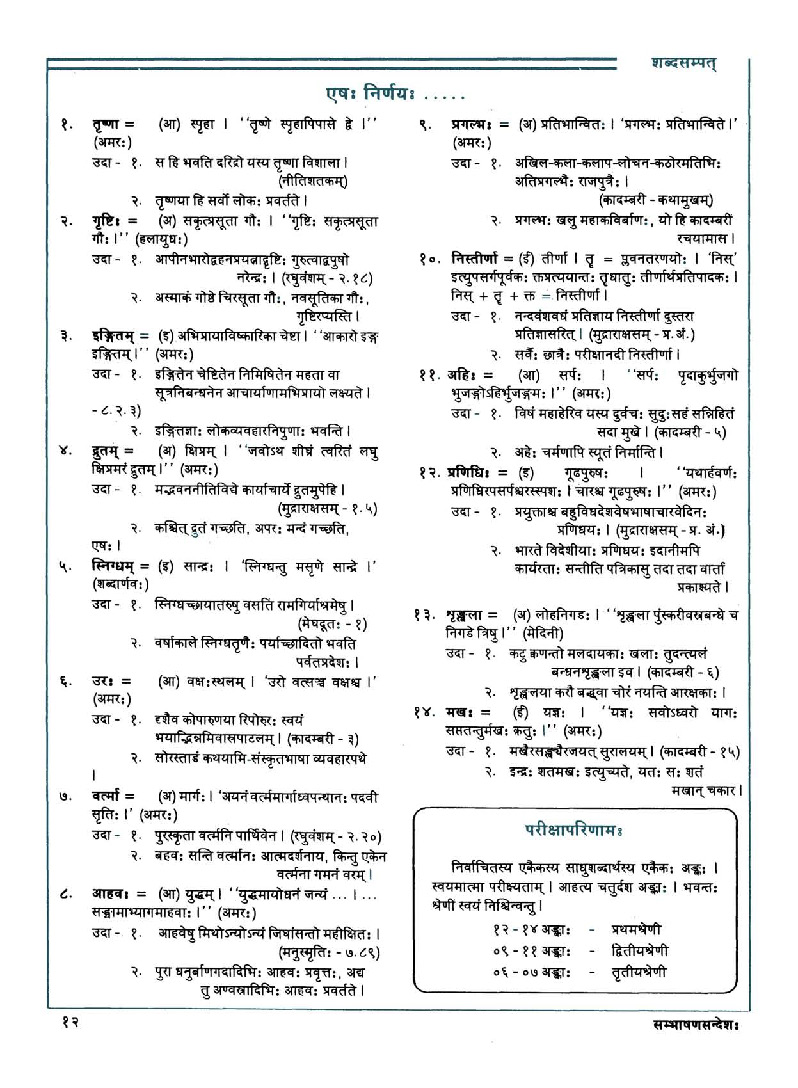 शब्दसम्पत्
एषः निर्णयः .....
१. तृष्णा = (आ) स्पृहा । ''तृष्णे स्पृहापिपासे द्वे ।''
(अमरः)
उदा - १. स हि भवति दरिद्रो यस्य तृष्णा विशाला ।
(नीतिशतकम्)
२. तृष्णया हि सर्वो लोकः प्रवर्तते ।
२. गृष्टिः = (अ) सकृत्प्रसूता गौः । ''गृष्टिः सकृत्प्रसूता
गौः ।'' (हलायुधः)
उदा - १. आपीनभारोद्वहनप्रयत्नाद्गृष्टिः गुरुत्वाद्वपुषो
नरेन्द्रः । (रघुवंशम् - २.१८)
२. अस्माकं गोष्ठे चिरसूता गौः, नवसूतिका गौः,
गृष्टिरप्यस्ति ।
३. इङ्गितम् = (इ) अभिप्रायाविष्कारिका चेष्टा । ''आकारो इङ्ग
इङ्गितम् ।'' (अमरः)
उदा - १. इङ्गितेन चेष्टितेन निमिषितेन महता वा
सूत्रनिबन्धनेन आचार्याणामभिप्रायो लक्ष्यते ।
- ८.२.३)
२. इङ्गितज्ञाः लोकव्यवहारनिपुणाः भवन्ति ।
४. द्रुतम् = (अ) क्षिप्रम् । ''जवोऽथ शीघ्रं त्वरितं लघु
क्षिप्रमरं द्रुतम् ।'' (अमरः)
उदा - १. मद्भवननीतिविद्ये कार्याचार्ये द्रुतमुपेहि ।
(मुद्राराक्षसम् - १.५)
२. कश्चित् द्रुतं गच्छति, अपरः मन्दं गच्छति,
एषः ।
५. स्निग्धम् = (इ) सान्द्रः । 'स्निग्धन्तु मसृणे सान्द्रे ।'
(शब्दार्णवः)
उदा - १. स्निग्धच्छायातरुषु वसतिं रामगिर्याश्रमेषु ।
(मेघदूतः - १)
२. वर्षाकाले स्निग्धतृणैः पर्याच्छादितो भवति
पर्वतप्रदेशः ।
६. उरः = (आ) वक्षःस्थलम् । 'उरो वत्सञ्च वक्षश्च ।'
(अमरः)
उदा - १. दृशैव कोपारुणया रिपोरुरः स्वयं
भयाद्भिन्नमिवास्रपाटलम् । (कादम्बरी - ३)
२. सोरस्ताडं कथयामि-संस्कृतभाषा व्यवहारपथे
।
७. वर्त्मा = (अ) मार्गः । 'अयनं वर्त्ममार्गाध्वपन्थानः पदवी
सृतिः ।' (अमरः)
उदा - १. पुरस्कृता वर्त्मनि पार्थिवेन । (रघुवंशम् - २.२०)
२. बहवः सन्ति वर्त्मानः आत्मदर्शनाय, किन्तु एकेन
वर्त्मना गमनं वरम् ।
८. आहवः = (आ) युद्धम् । ''युद्धमायोधनं जन्यं ... । ...
सङ्ग्रामाभ्यागमाहवाः ।'' (अमरः)
उदा - १. आहवेषु मिथोऽन्योऽन्यं जिघांसन्तो महीक्षितः ।
(मनुस्मृतिः - ७.८९)
२. पुरा धनुर्बाणगदादिभिः आहवः प्रवृत्तः, अद्य
तु अण्वस्त्रादिभिः आहवः प्रवर्तते ।
९. प्रगल्भः = (अ) प्रतिभान्वितः । 'प्रगल्भः प्रतिभान्विते ।'
(अमरः)
उदा - १. अखिल-कला-कलाप-लोचन-कठोरमतिभिः
अतिप्रगल्भैः राजपुत्रैः ।
(कादम्बरी - कथामुखम्)
२. प्रगल्भः खलु महाकविर्बाणः, यो हि कादम्बरीं
रचयामास ।
१०. निस्तीर्णा = (ई) तीर्णा । तॄ = प्लवनतरणयोः । 'निस्'
इत्युपसर्गपूर्वकः क्तप्रत्ययान्तः तॄधातुः तीर्णार्थप्रतिपादकः ।
निस् + तॄ + क्त = निस्तीर्णा ।
उदा - १. नन्दवंशवधं प्रतिज्ञाय निस्तीर्णा दुस्तरा
प्रतिज्ञासरित् । (मुद्राराक्षसम् - प्र.अं.)
२. सर्वैः छात्रैः परीक्षानदी निस्तीर्णा ।
११. अहिः = (आ) सर्पः । ''सर्पः पृदाकुर्भुजगो
भुजङ्गोऽहिर्भुजङ्गमः ।'' (अमरः)
उदा - १. विषं महाहेरिव यस्य दुर्वचः सुदुःसहं सन्निहितं
सदा मुखे । (कादम्बरी - ५)
२. अहेः चर्मणापि स्यूतं निर्मान्ति ।
१२. प्रणिधिः = (इ) गूढपुरुषः । ''यथार्हवर्णः
प्रणिधिरपसर्पश्चरस्स्पशः । चारश्च गूढपुरुषः ।'' (अमरः)
उदा - १. प्रयुक्ताश्च बहुविधदेशवेषभाषाचारवेदिनः
प्रणिधयः । (मुद्राराक्षसम् - प्र. अं.)
२. भारते विदेशीयाः प्रणिधयः इदानीमपि
कार्यरताः सन्तीति पत्रिकासु तदा तदा वार्ता
प्रकाश्यते ।
१३. शृङ्खला = (अ) लोहनिगडः । ''शृङ्खला पुंस्करीवस्त्रबन्धे च
निगडे त्रिषु ।'' (मेदिनी)
उदा - १. कटु क्वणन्तो मलदायकाः खलाः तुदन्त्यलं
बन्धनशृङ्खला इव । (कादम्बरी - ६)
२. शृङ्खलया करौ बद्ध्वा चोरं नयन्ति आरक्षकाः ।
१४. मखः = (ई) यज्ञः । ''यज्ञः सवोऽध्वरो यागः
सप्ततन्तुर्मखः क्रतुः ।'' (अमरः)
उदा - १. मखैरसङ्ख्यैरजयत् सुरालयम् । (कादम्बरी - १५)
२. इन्द्रः शतमखः इत्युच्यते, यतः सः शतं
मखान् चकार ।
परीक्षापरिणामः
निर्वाचितस्य एकैकस्य साधुशब्दार्थस्य एकैकः अङ्कः ।
स्वयमात्मा परीक्ष्यताम् । आहत्य चतुर्दश अङ्काः । भवन्तः
श्रेणीं स्वयं निश्चिन्वन्तु ।
१२ - १४ अङ्काः - प्रथमश्रेणी
०९ - ११ अङ्काः - द्वितीयश्रेणी
०६ - ०७ अङ्काः - तृतीयश्रेणी
१२
सम्भाषणसन्देशः